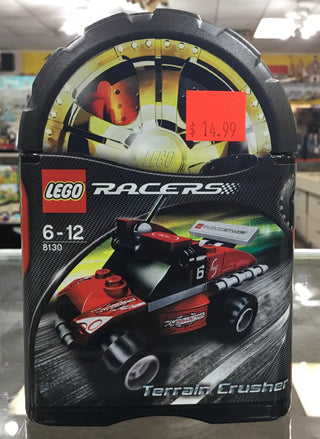 $ 14.99
LEGO
LEGO RACERS
6-12
8130
6
Terrain Crusher